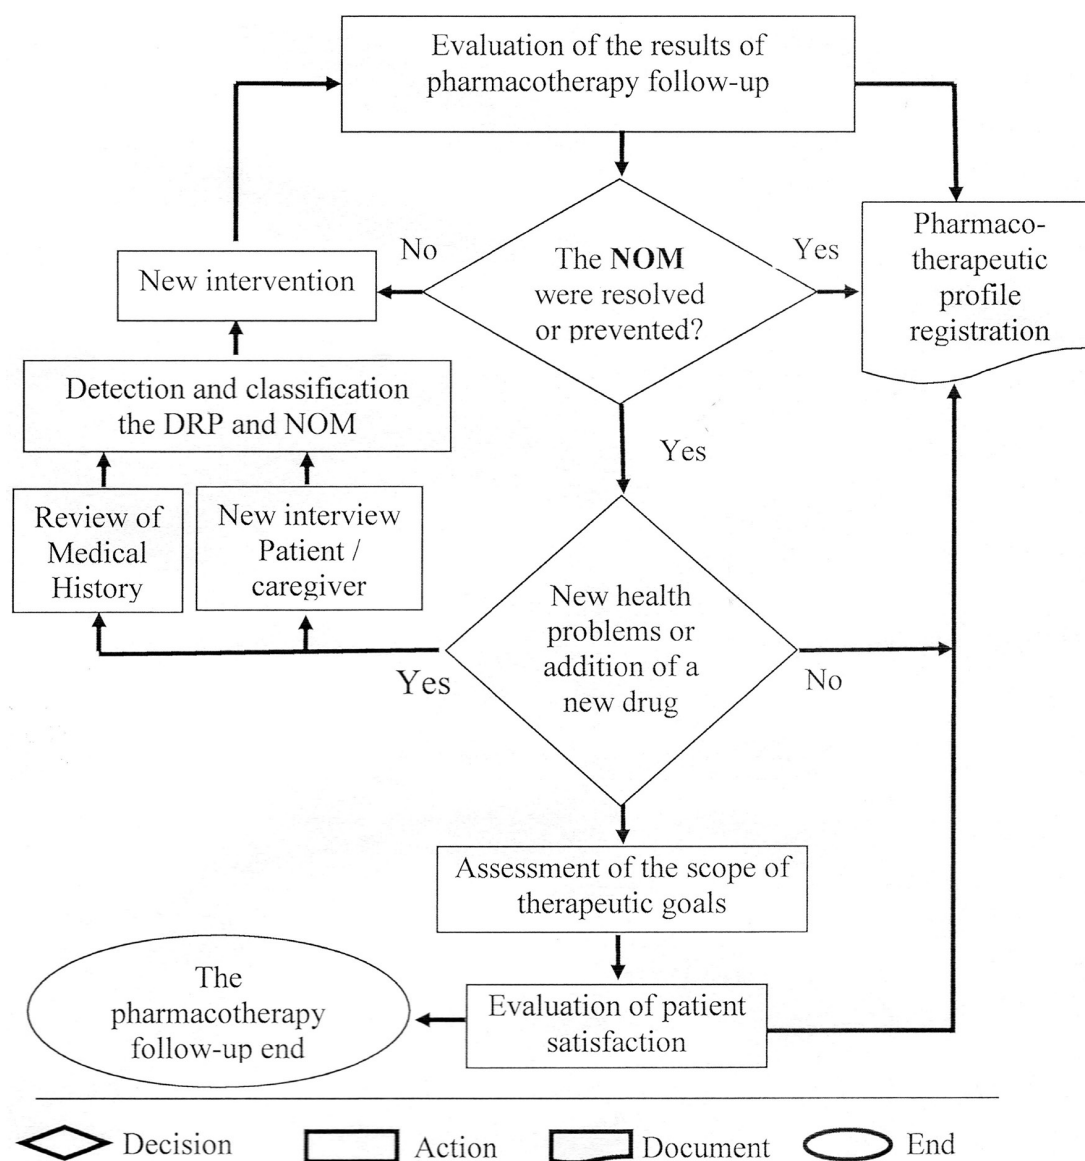 Evaluation of the results of
pharmacotherapy follow-up
No
The NOM
were resolved
or prevented?
Yes
Pharmaco-
therapeutic
profile
registration
New intervention
Detection and classification
the DRP and NOM
Yes
Review of
Medical
History
New interview
Patient /
caregiver
New health
problems or
addition of a
new drug
Yes
No
Assessment of the scope of
therapeutic goals
The
pharmacotherapy
follow-up end
Evaluation of patient
satisfaction
Decision
Action
Document
End